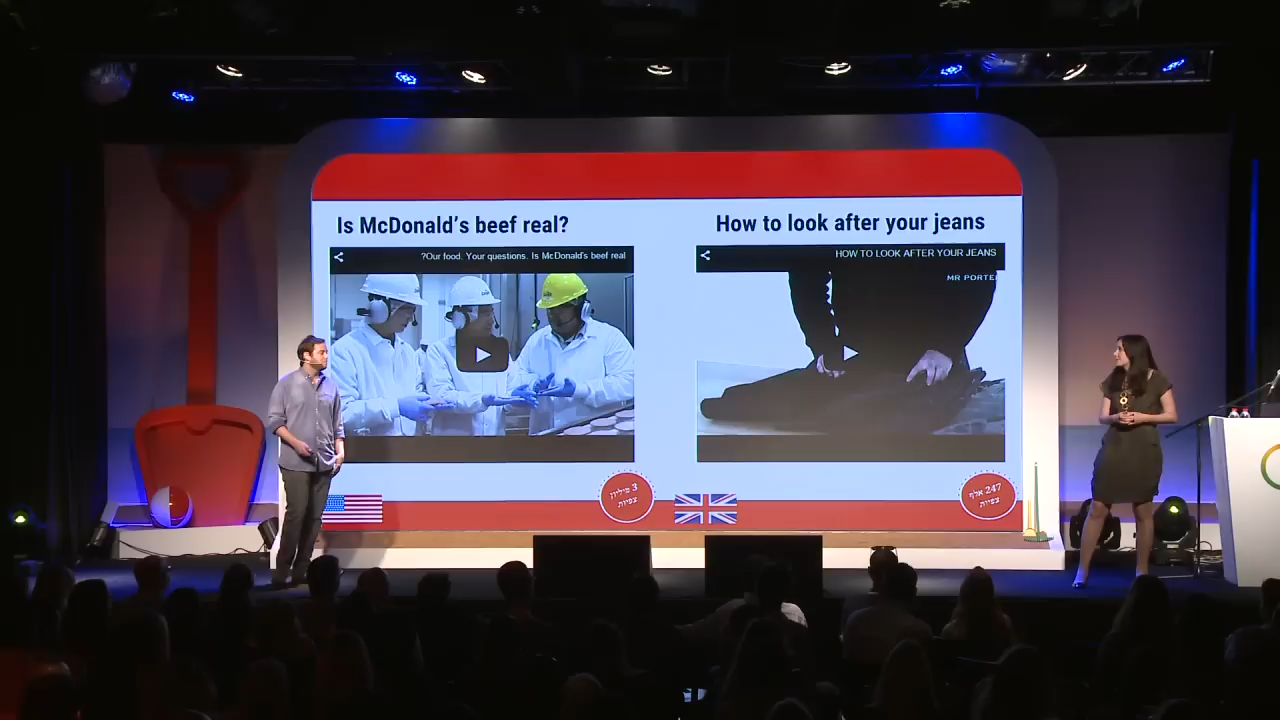 Is McDonald's beef real?
How to look after your jeans
?Our food. Your questions. Is McDonald's beef real
HOW TO LOOK AFTER YOUR JEANS
MR PORTE
3 מיליון
צפיות
247 אלף
צפיות